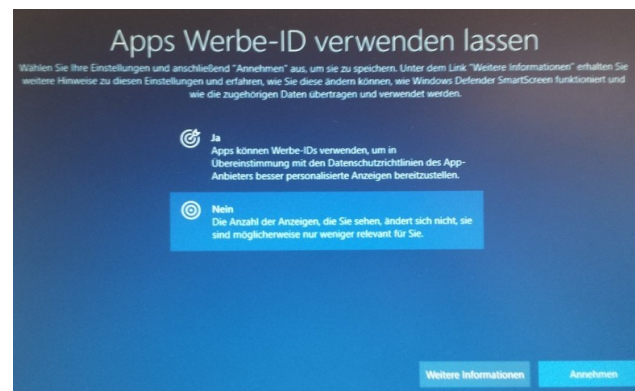 Apps Werbe-ID verwenden lassen
Wählen Sie Ihre Einstellungen und anschließend "Annehmen" aus, um sie zu speichern. Unter dem Link "Weitere Informationen" erhalten Sie
weitere Hinweise zu diesen Einstellungen und erfahren, wie Sie diese ändern können, wie Windows Defender SmartScreen funktioniert und
wie die zugehörigen Daten übertragen und verwendet werden.
Ja
Apps können Werbe-IDs verwenden, um in
Übereinstimmung mit den Datenschutzrichtlinien des App-
Anbieters besser personalisierte Anzeigen bereitzustellen.
Nein
Die Anzahl der Anzeigen, die Sie sehen, ändert sich nicht, sie
sind möglicherweise nur weniger relevant für Sie.
Weitere Informationen
Annehmen